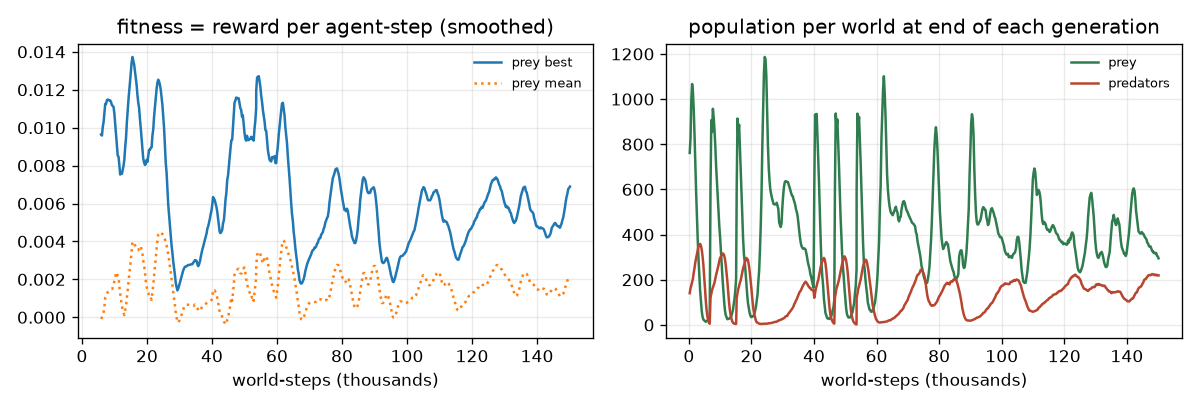 fitness = reward per agent-step (smoothed)
0.014
0.012
0.010
0.008
0.006
0.004
0.002
0.000
0 20 40 60 80 100 120 140
world-steps (thousands)
prey best
prey mean
population per world at end of each generation
1200
1000
800
600
400
200
0
0 20 40 60 80 100 120 140
world-steps (thousands)
prey
predators